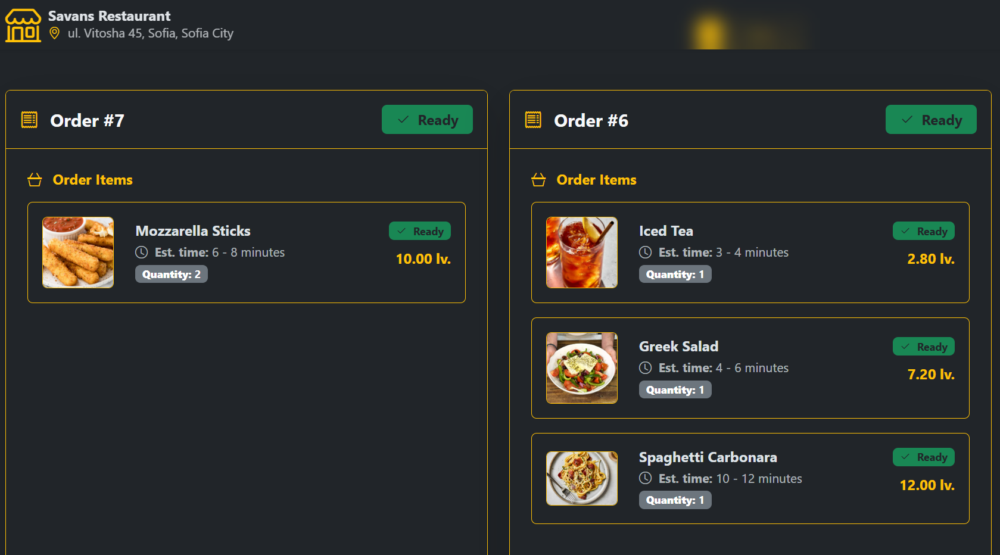 Savans Restaurant
ul. Vitosha 45, Sofia, Sofia City
Order #7
Ready
Order Items
Mozzarella Sticks
Ready
Est. time: 6 - 8 minutes
10.00 lv.
Quantity: 2
Order #6
Ready
Order Items
Iced Tea
Ready
Est. time: 3 - 4 minutes
2.80 lv.
Quantity: 1
Greek Salad
Ready
Est. time: 4 - 6 minutes
7.20 lv.
Quantity: 1
Spaghetti Carbonara
Ready
Est. time: 10 - 12 minutes
12.00 lv.
Quantity: 1